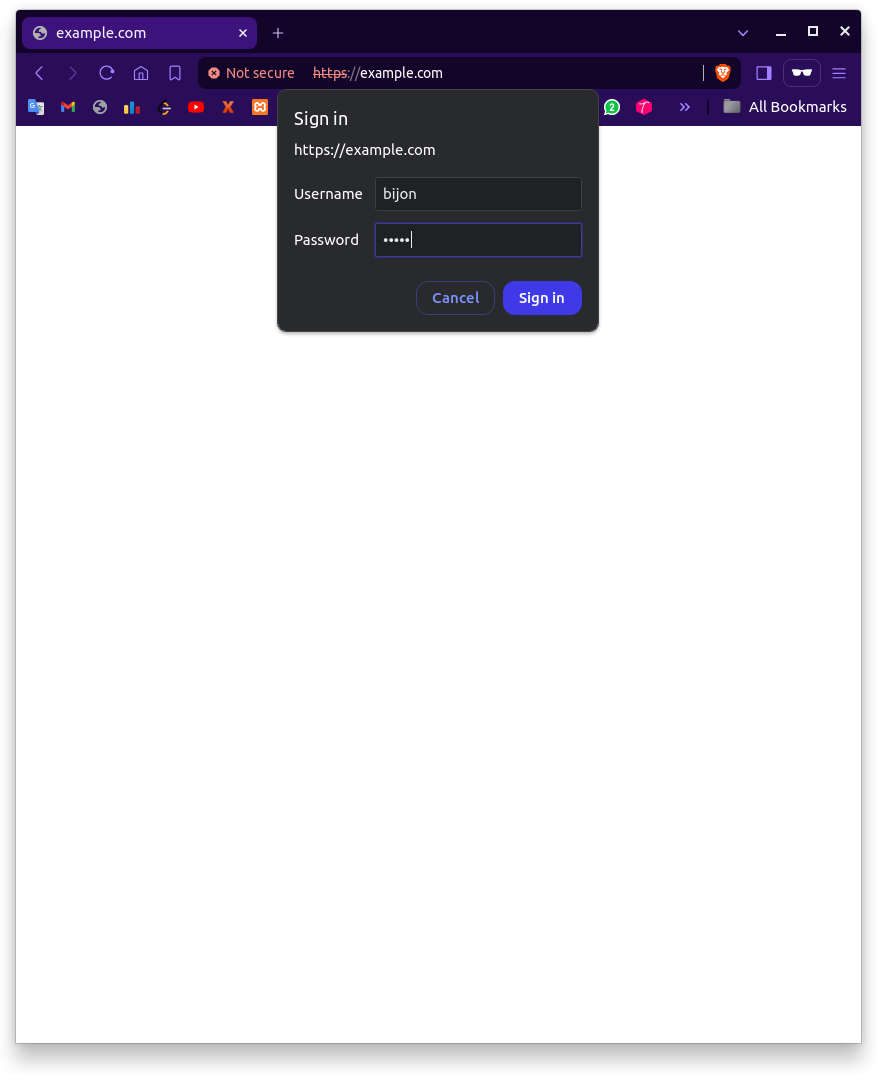 example.com
Not secure https://example.com
2
All Bookmarks
Sign in
https://example.com
Username bijon
Password •••••
Cancel Sign in